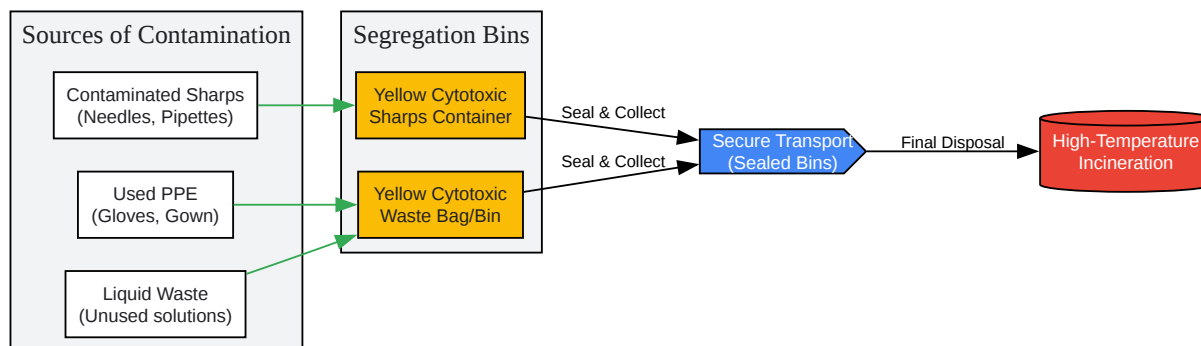 Sources of Contamination
Contaminated Sharps
(Needles, Pipettes)
Used PPE
(Gloves, Gown)
Liquid Waste
(Unused solutions)
Segregation Bins
Yellow Cytotoxic
Sharps Container
Yellow Cytotoxic
Waste Bag/Bin
Seal & Collect
Seal & Collect
Secure Transport
(Sealed Bins)
Final Disposal
High-Temperature
Incineration